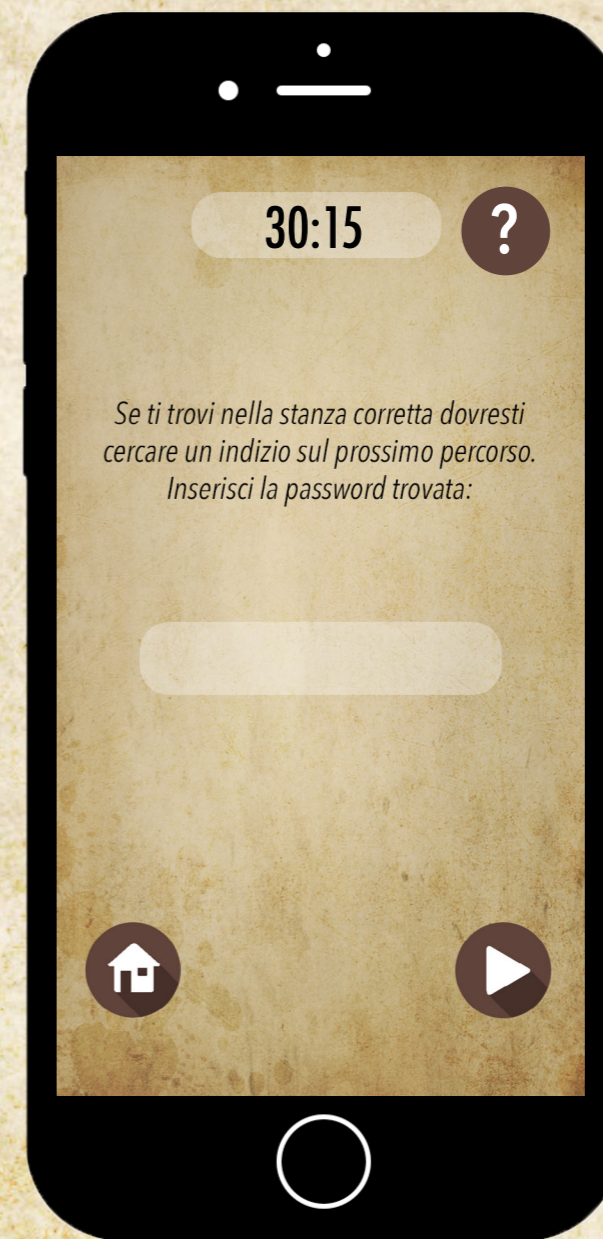 30:15
?
Se ti trovi nella stanza corretta dovresti
cercare un indizio sul prossimo percorso.
Inserisci la password trovata: